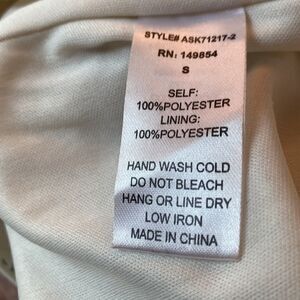 STYLE# ASK71217-2
RN: 149854
S
SELF:
100%POLYESTER
LINING:
100%POLYESTER
HAND WASH COLD
DO NOT BLEACH
HANG OR LINE DRY
LOW IRON
MADE IN CHINA